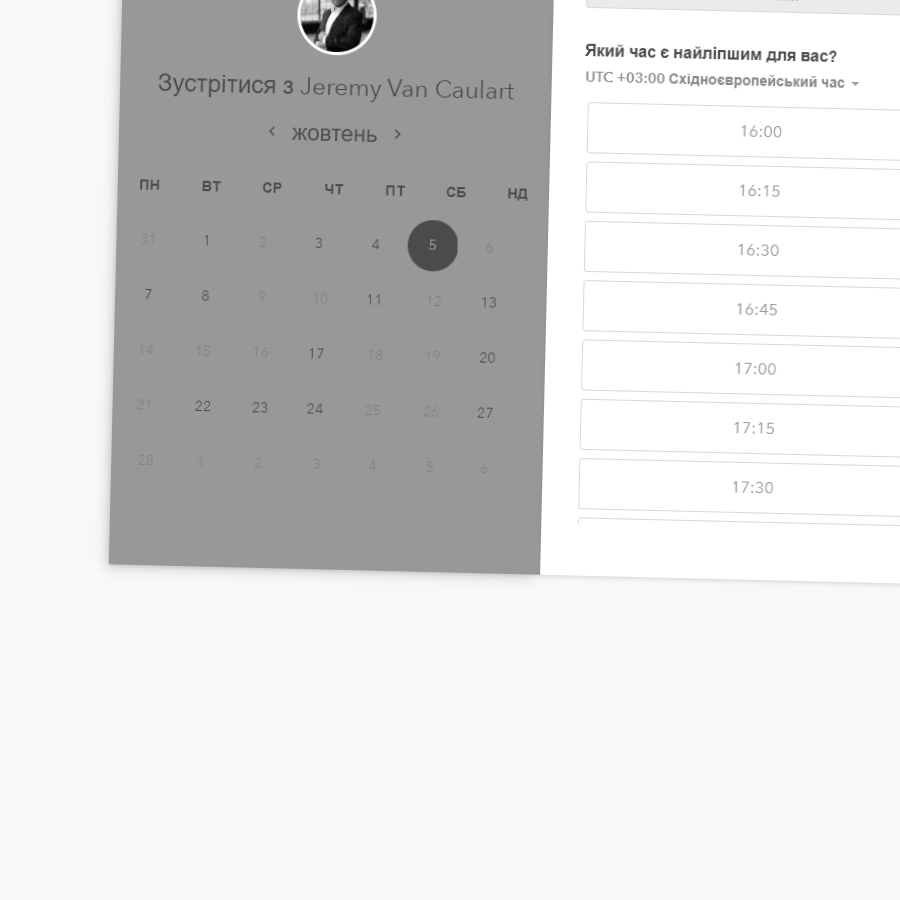 Зустрітися з Jeremy Van Caulart
‹ жовтень ›
ПН ВТ СР ЧТ ПТ СБ НД
31 1 2 3 4 5 6
7 8 9 10 11 12 13
14 15 16 17 18 19 20
21 22 23 24 25 26 27
28 1 2 3 4 5 6
Який час є найліпшим для вас?
UTC +03:00 Східноєвропейський час
16:00
16:15
16:30
16:45
17:00
17:15
17:30